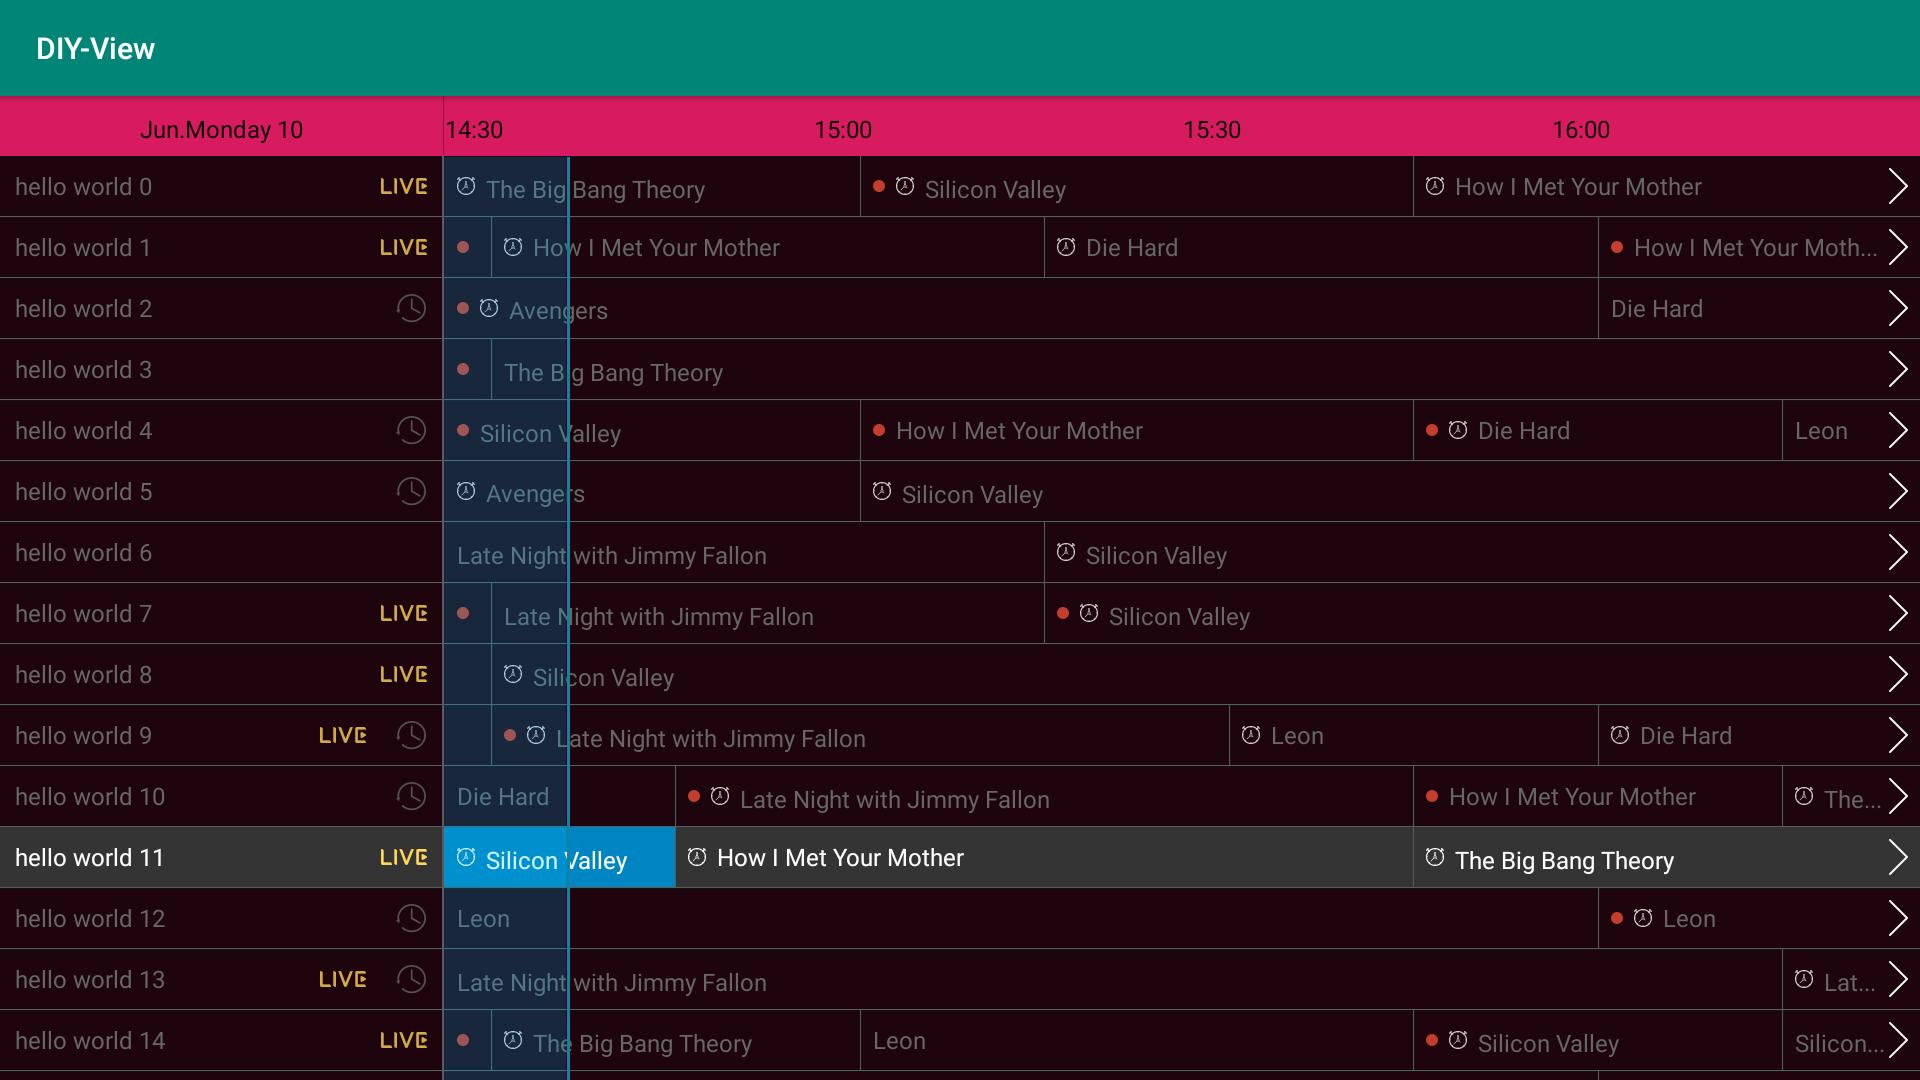 DIY-View
Jun.Monday 10 14:30 15:00 15:30 16:00
hello world 0 LIVE The Big Bang Theory Silicon Valley How I Met Your Mother
hello world 1 LIVE How I Met Your Mother Die Hard How I Met Your Moth...
hello world 2 Avengers Die Hard
hello world 3 The Big Bang Theory
hello world 4 Silicon Valley How I Met Your Mother Die Hard Leon
hello world 5 Avengers Silicon Valley
hello world 6 Late Night with Jimmy Fallon Silicon Valley
hello world 7 LIVE Late Night with Jimmy Fallon Silicon Valley
hello world 8 LIVE Silicon Valley
hello world 9 LIVE Late Night with Jimmy Fallon Leon Die Hard
hello world 10 Die Hard Late Night with Jimmy Fallon How I Met Your Mother The...
hello world 11 LIVE Silicon Valley How I Met Your Mother The Big Bang Theory
hello world 12 Leon Leon
hello world 13 LIVE Late Night with Jimmy Fallon Lat...
hello world 14 LIVE The Big Bang Theory Leon Silicon Valley Silicon...